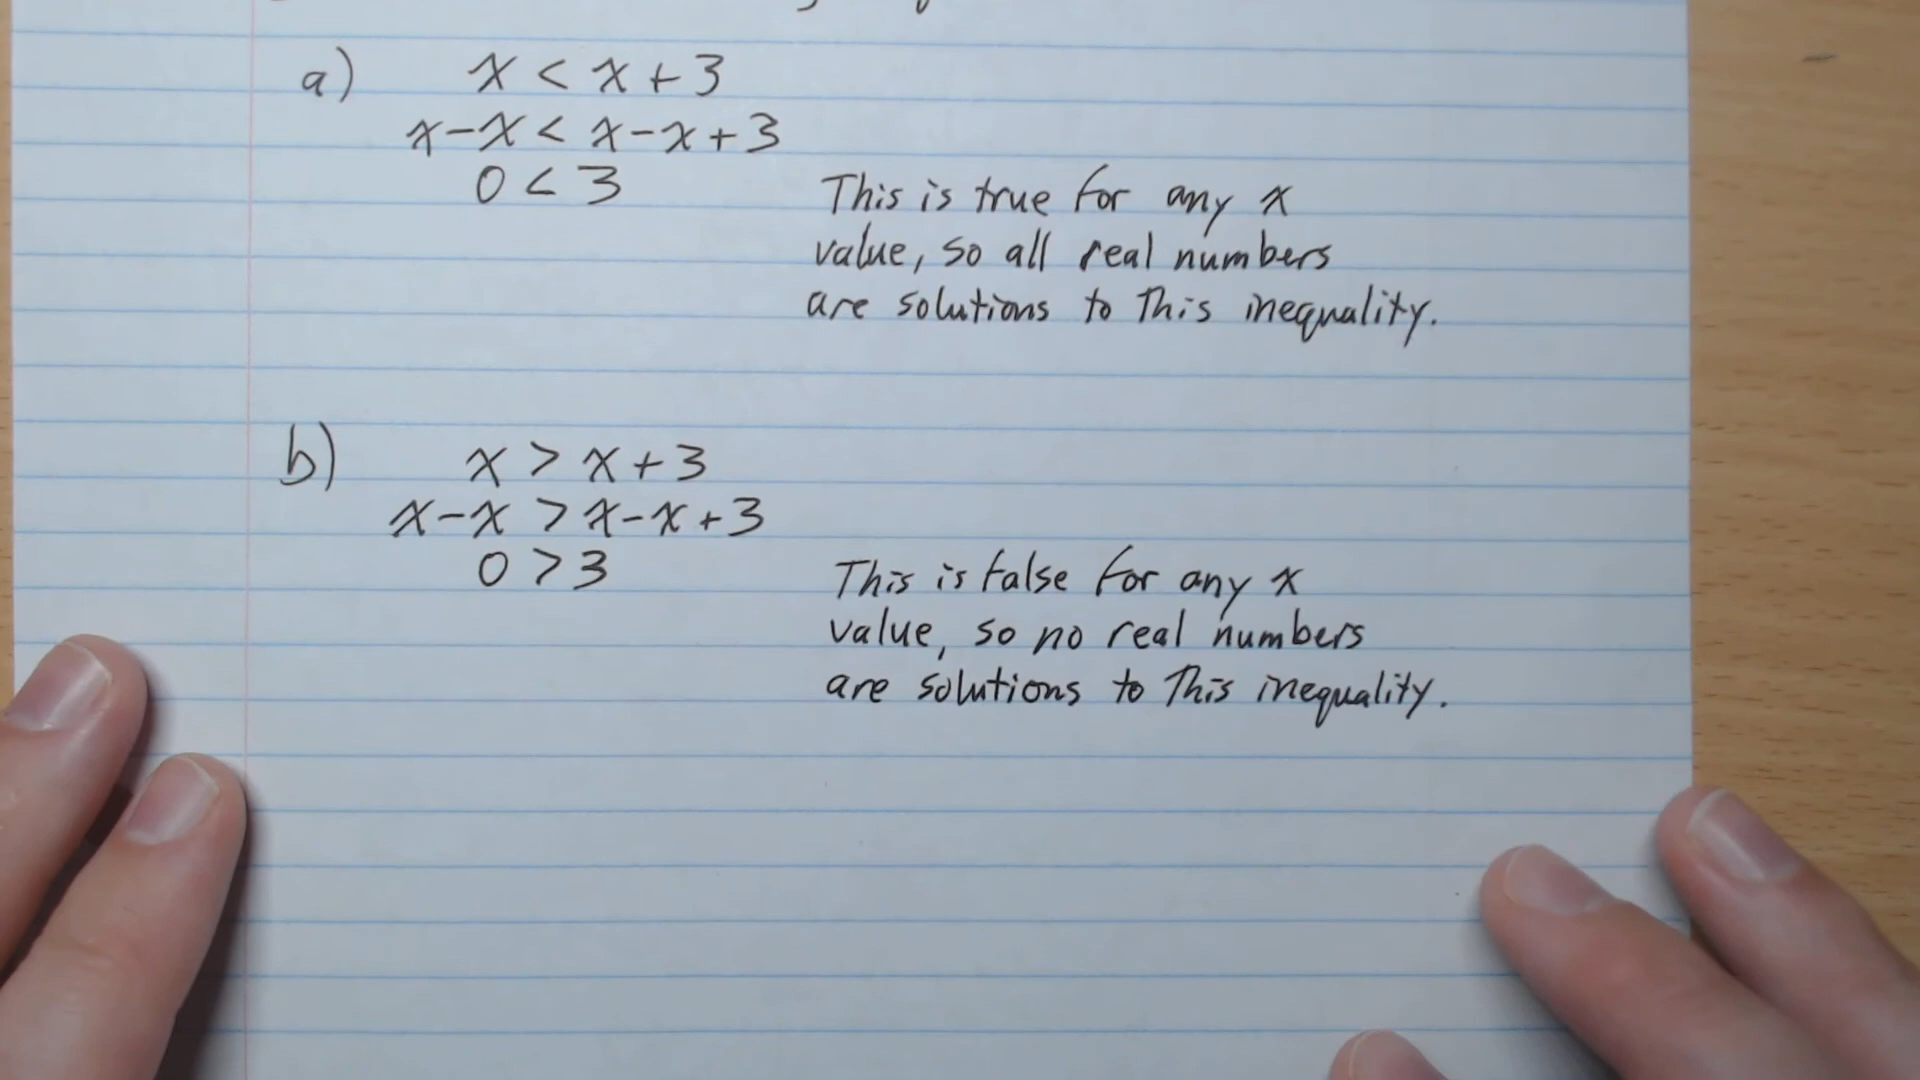 a) x < x + 3
x - x < x - x + 3
0 < 3
This is true for any x
value, so all real numbers
are solutions to this inequality.
b) x > x + 3
x - x > x - x + 3
0 > 3
This is false for any x
value, so no real numbers
are solutions to this inequality.